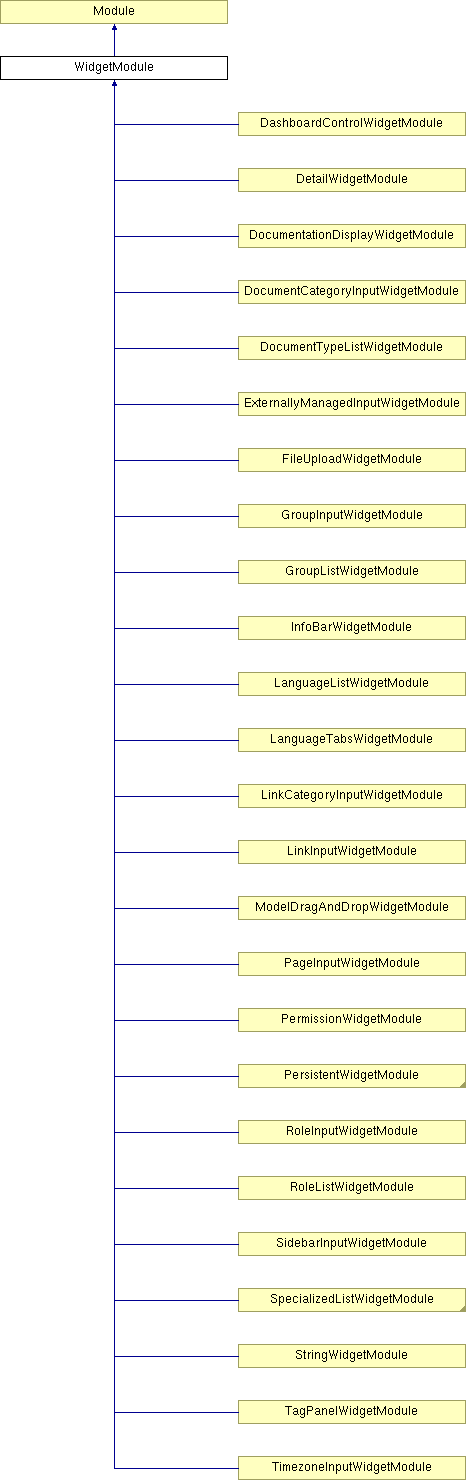 Module
WidgetModule
DashboardControlWidgetModule
DetailWidgetModule
DocumentationDisplayWidgetModule
DocumentCategoryInputWidgetModule
DocumentTypeListWidgetModule
ExternallyManagedInputWidgetModule
FileUploadWidgetModule
GroupInputWidgetModule
GroupListWidgetModule
InfoBarWidgetModule
LanguageListWidgetModule
LanguageTabsWidgetModule
LinkCategoryInputWidgetModule
LinkInputWidgetModule
ModelDragAndDropWidgetModule
PageInputWidgetModule
PermissionWidgetModule
PersistentWidgetModule
RoleInputWidgetModule
RoleListWidgetModule
SidebarInputWidgetModule
SpecializedListWidgetModule
StringWidgetModule
TagPanelWidgetModule
TimezoneInputWidgetModule